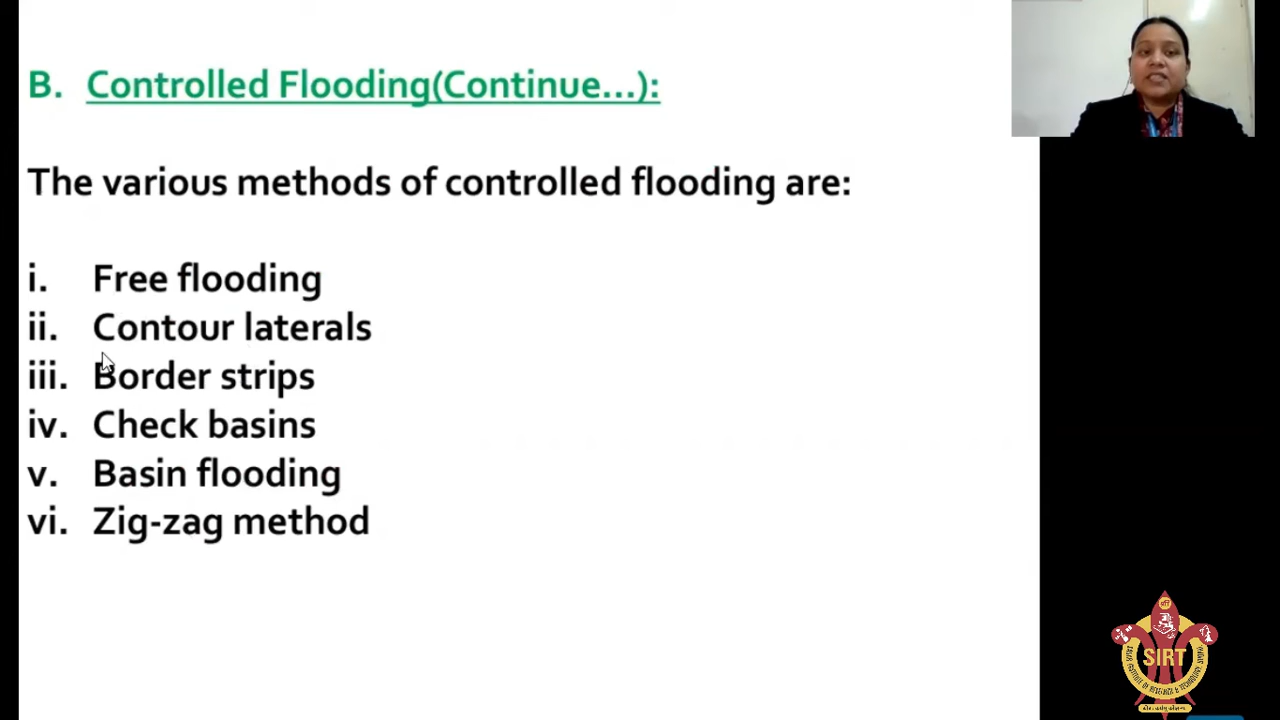 B. Controlled Flooding(Continue...):
The various methods of controlled flooding are:
i. Free flooding
ii. Contour laterals
iii. Border strips
iv. Check basins
v. Basin flooding
vi. Zig-zag method
SIRT